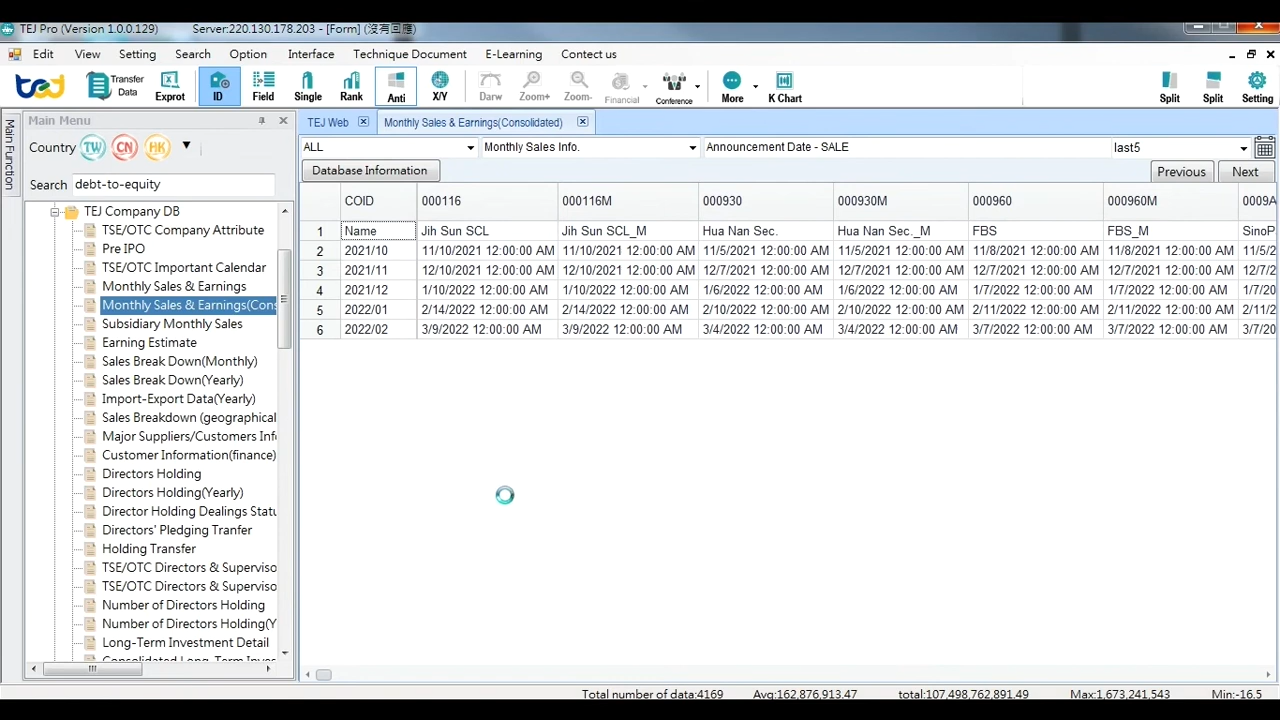 TEJ Pro (Version 1.0.0.129) Server:220.130.178.203 - [Form] (沒有回應)
Edit View Setting Search Option Interface Technique Document E-Learning Contact us
Transfer Data Exprot ID Field Single Rank Anti X/Y Darw Zoom+ Zoom- Financial Conference More K Chart Split Split Setting
Main Function
Main Menu
TEJ Web Monthly Sales & Earnings(Consolidated)
Country TW CN HK
ALL Monthly Sales Info. Announcement Date - SALE last5
Database Information Previous Next
Search debt-to-equity
TEJ Company DB
TSE/OTC Company Attribute
Pre IPO
TSE/OTC Important Calendar
Monthly Sales & Earnings
Monthly Sales & Earnings(Cons
Subsidiary Monthly Sales
Earning Estimate
Sales Break Down(Monthly)
Sales Break Down(Yearly)
Import-Export Data(Yearly)
Sales Breakdown (geographical
Major Suppliers/Customers Inf
Customer Information(finance)
Directors Holding
Directors Holding(Yearly)
Director Holding Dealings Statu
Directors' Pledging Tranfer
Holding Transfer
TSE/OTC Directors & Superviso
TSE/OTC Directors & Superviso
Number of Directors Holding
Number of Directors Holding(Y
Long-Term Investment Detail
Consolidated Long-Term Inves
COID 000116 000116M 000930 000930M 000960 000960M 0009A
1 Name Jih Sun SCL Jih Sun SCL_M Hua Nan Sec. Hua Nan Sec._M FBS FBS_M SinoP
2 2021/10 11/10/2021 12:00:00 AM 11/10/2021 12:00:00 AM 11/5/2021 12:00:00 AM 11/5/2021 12:00:00 AM 11/8/2021 12:00:00 AM 11/8/2021 12:00:00 AM 11/5/2
3 2021/11 12/10/2021 12:00:00 AM 12/10/2021 12:00:00 AM 12/7/2021 12:00:00 AM 12/7/2021 12:00:00 AM 12/7/2021 12:00:00 AM 12/7/2021 12:00:00 AM 12/7/2
4 2021/12 1/10/2022 12:00:00 AM 1/10/2022 12:00:00 AM 1/6/2022 12:00:00 AM 1/6/2022 12:00:00 AM 1/7/2022 12:00:00 AM 1/7/2022 12:00:00 AM 1/7/20
5 2022/01 2/14/2022 12:00:00 AM 2/14/2022 12:00:00 AM 2/10/2022 12:00:00 AM 2/10/2022 12:00:00 AM 2/11/2022 12:00:00 AM 2/11/2022 12:00:00 AM 2/11/2
6 2022/02 3/9/2022 12:00:00 AM 3/9/2022 12:00:00 AM 3/4/2022 12:00:00 AM 3/4/2022 12:00:00 AM 3/7/2022 12:00:00 AM 3/7/2022 12:00:00 AM 3/7/20
Total number of data:4169 Avg:162,876,913.47 total:107,498,762,891.49 Max:1,673,241,543 Min:-16.5